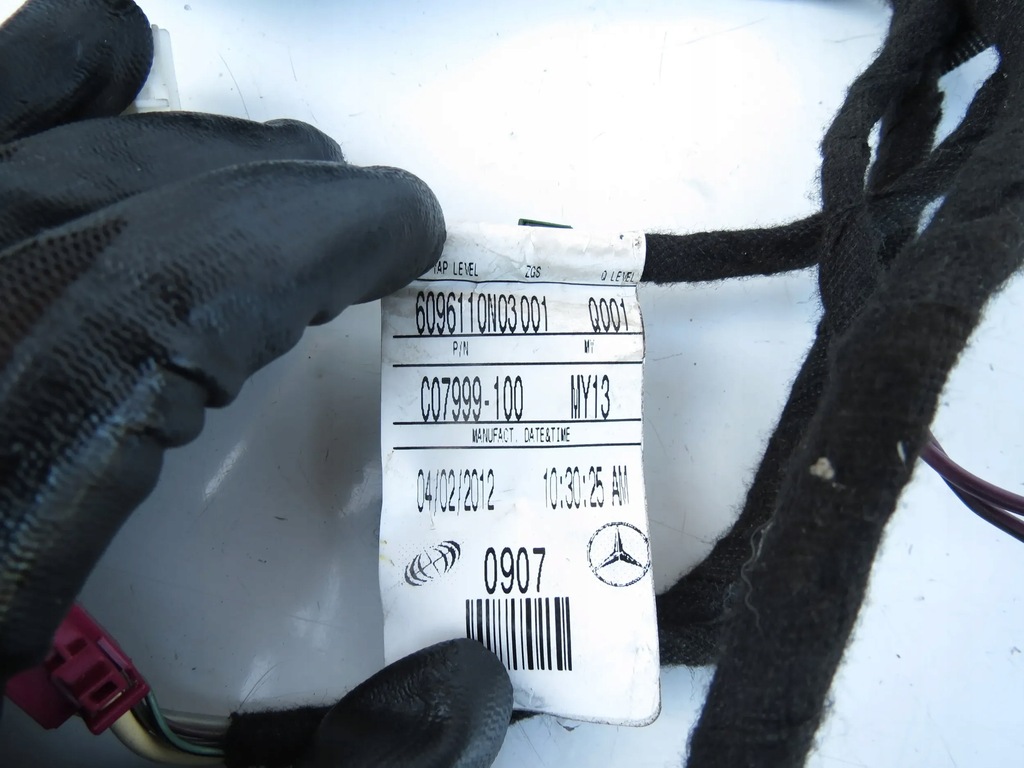 LEVEL ZGS Q LEVEL
6096110N03001 Q001
P/N MY
C07999-100 MY13
MANUFACT. DATE&TIME
04/02/2012 10:30:25 AM
0907